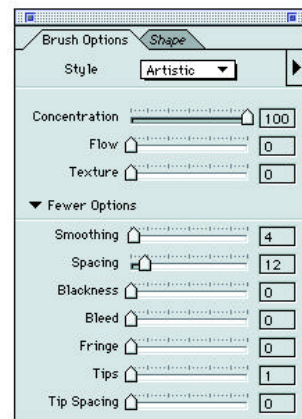 Brush Options Shape
Style Artistic
Concentration 100
Flow 0
Texture 0
Fewer Options
Smoothing 4
Spacing 12
Blackness 0
Bleed 0
Fringe 0
Tips 1
Tip Spacing 0